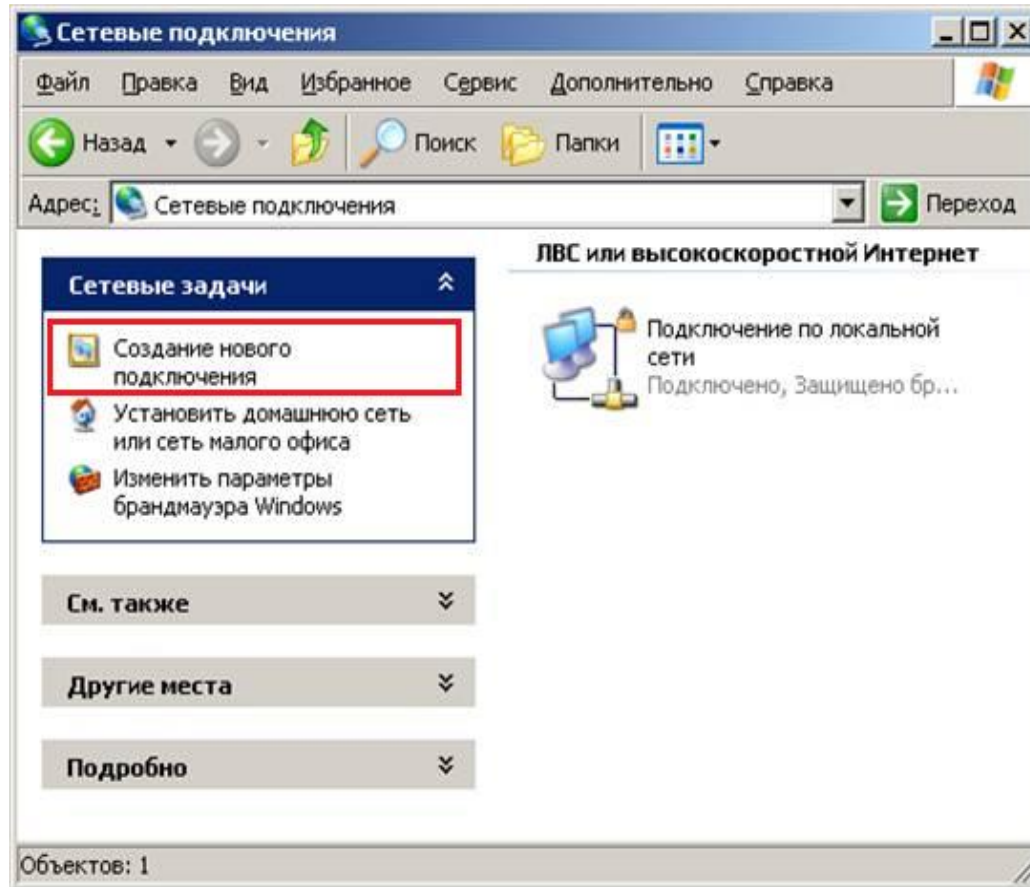 Сетевые подключения
Файл Правка Вид Избранное Сервис Дополнительно Справка
Назад Поиск Папки
Адрес: Сетевые подключения Переход
Сетевые задачи
Создание нового
подключения
Установить домашнюю сеть
или сеть малого офиса
Изменить параметры
брандмауэра Windows
См. также
Другие места
Подробно
ЛВС или высокоскоростной Интернет
Подключение по локальной
сети
Подключено, Защищено бр...
Объектов: 1